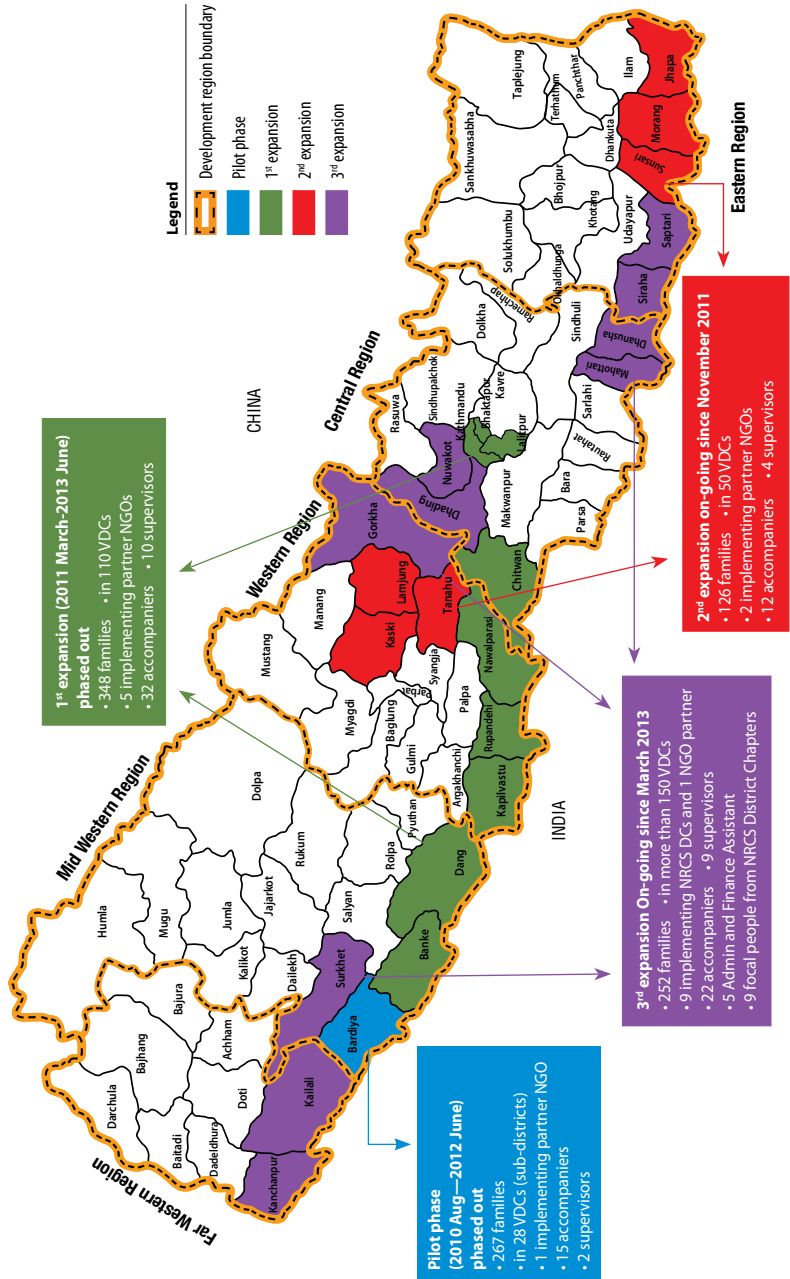 Legend
Development region boundary
Pilot phase
1st expansion
2nd expansion
3rd expansion
1st expansion (2011 March-2013 June)
phased out
• 348 families • in 110 VDCs
• 5 implementing partner NGOs
• 32 accompaniers • 10 supervisors
CHINA
Far Western Region
Mid Western Region
Western Region
Central Region
Eastern Region
Darchula
Bajhang
Bajura
Baitadi
Dadeldhura
Doti
Achham
Kanchanpur
Kailali
Humla
Mugu
Jumla
Kalikot
Dailekh
Jajarkot
Dolpa
Rukum
Salyan
Rolpa
Pyuthan
Surkhet
Bardiya
Banke
Dang
Mustang
Manang
Myagdi
Baglung
Parbat
Gulmi
Argakhanchi
Syangja
Palpa
Kaski
Lamjung
Tanahu
Gorkha
Kapilvastu
Rupandehi
Nawalparasi
Chitwan
Dhading
Nuwakot
Rasuwa
Sindhupalchok
Kathmandu
Bhaktapur
Kavre
Lalitpur
Makwanpur
Parsa
Bara
Rautahat
Sarlahi
Mahottari
Dhanusha
Sindhuli
Dolkha
Ramechhap
Okhaldhunga
Solukhumbu
Khotang
Udayapur
Siraha
Saptari
Sankhuwasabha
Bhojpur
Dhankuta
Terhathum
Taplejung
Panchthar
Ilam
Sunsari
Morang
Jhapa
INDIA
Pilot phase
(2010 Aug—2012 June)
phased out
• 267 families
• in 28 VDCs (sub-districts)
• 1 implementing partner NGO
• 15 accompaniers
• 2 supervisors
3rd expansion On-going since March 2013
• 252 families • in more than 150 VDCs
• 9 implementing NRCS DCs and 1 NGO partner
• 22 accompaniers • 9 supervisors
• 5 Admin and Finance Assistant
• 9 focal people from NRCS District Chapters
2nd expansion on-going since November 2011
• 126 families • in 50 VDCs
• 2 implementing partner NGOs
• 12 accompaniers • 4 supervisors